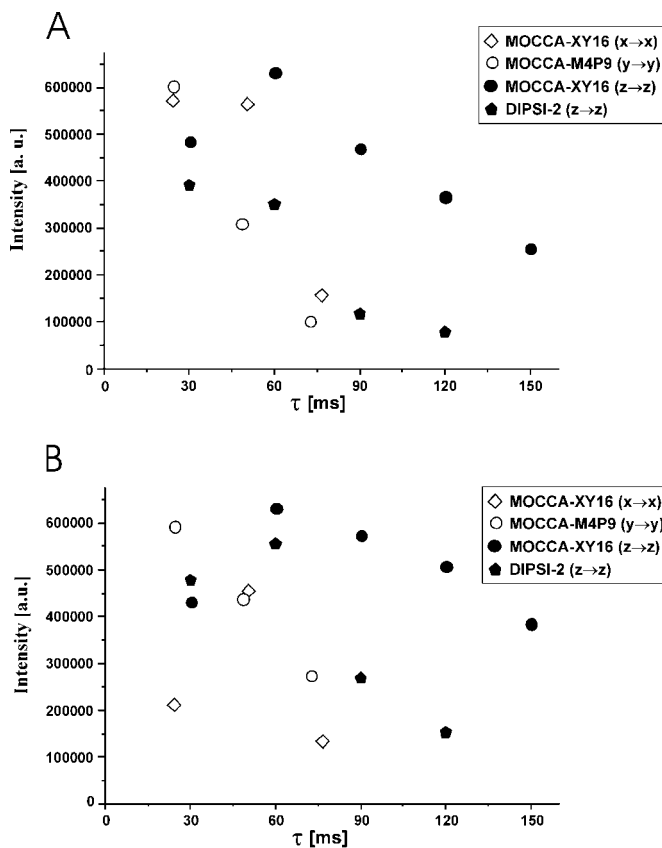 A
MOCCA-XY16 (x→x)
MOCCA-M4P9 (y→y)
MOCCA-XY16 (z→z)
DIPSI-2 (z→z)
Intensity [a. u.]
600000
500000
400000
300000
200000
100000
0
0 30 60 90 120 150
τ [ms]
B
MOCCA-XY16 (x→x)
MOCCA-M4P9 (y→y)
MOCCA-XY16 (z→z)
DIPSI-2 (z→z)
Intensity [a.u.]
600000
500000
400000
300000
200000
100000
0
0 30 60 90 120 150
τ [ms]